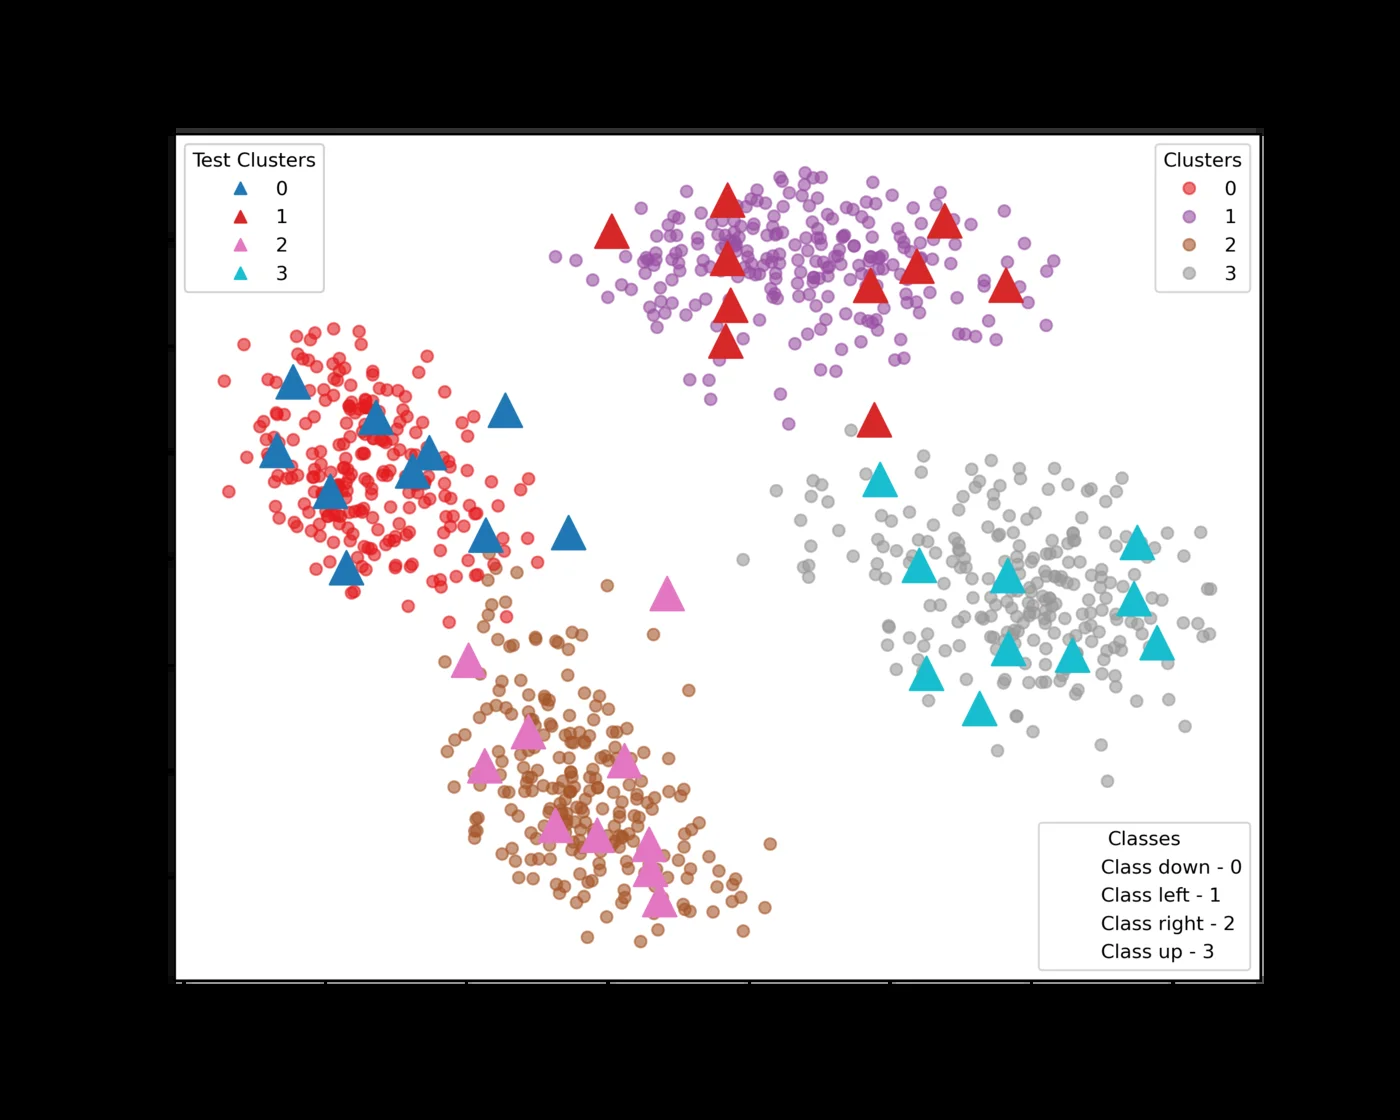 Test Clusters
0
1
2
3
Clusters
0
1
2
3
Classes
Class down - 0
Class left - 1
Class right - 2
Class up - 3